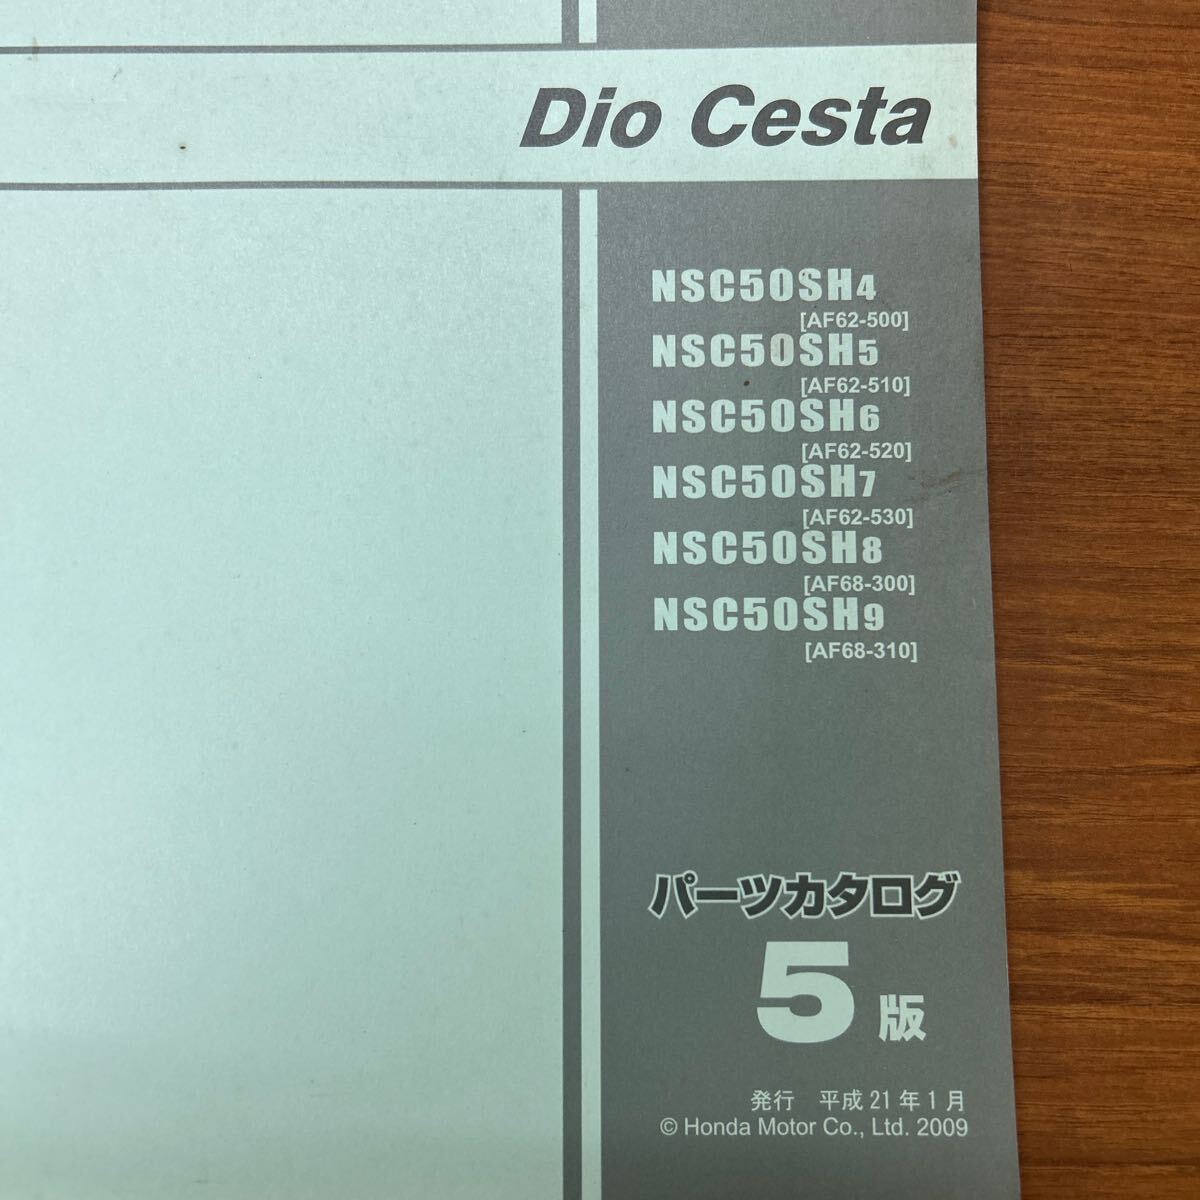 Dio Cesta
NSC50SH4
[AF62-500]
NSC50SH5
[AF62-510]
NSC50SH6
[AF62-520]
NSC50SH7
[AF62-530]
NSC50SH8
[AF68-300]
NSC50SH9
[AF68-310]
パーツカタログ
5版
発行 平成21年1月
© Honda Motor Co., Ltd. 2009